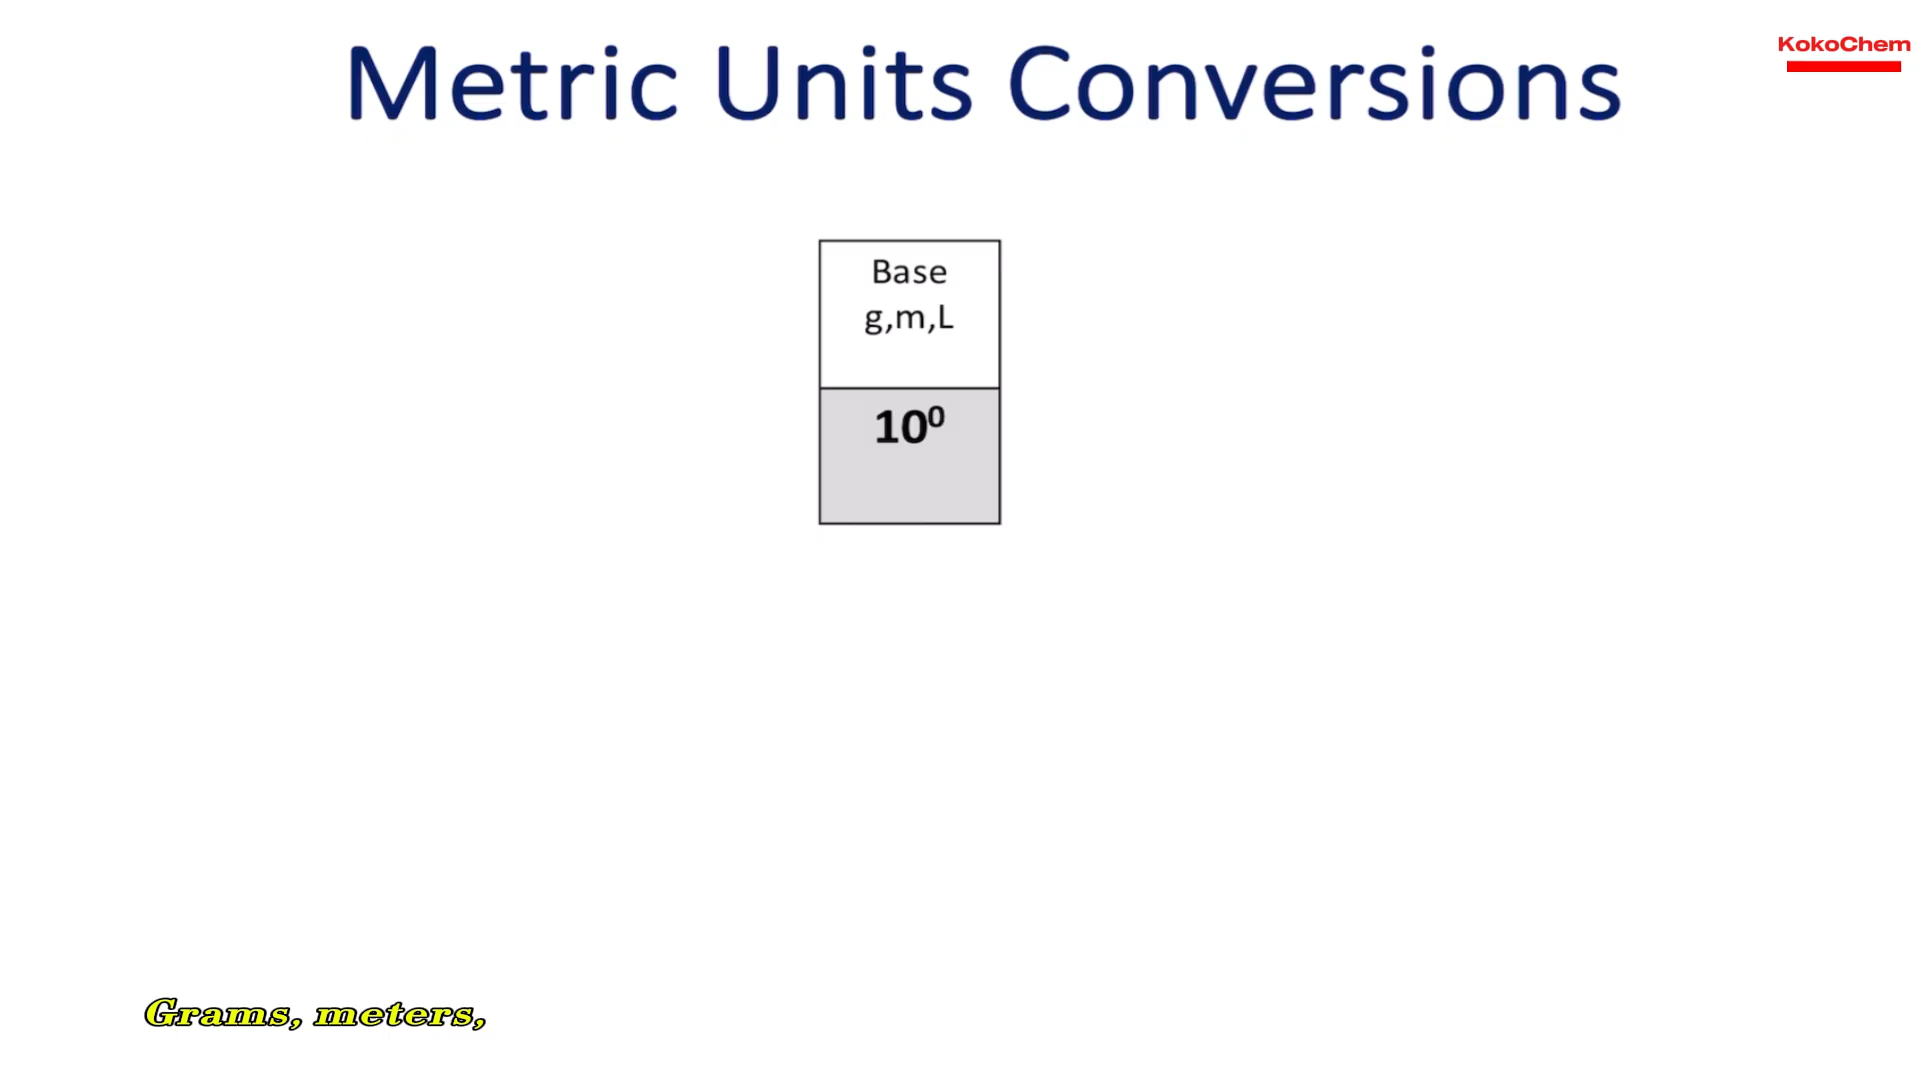 Metric Units Conversions
KokoChem
Base
g,m,L
10⁰
Grams, meters,